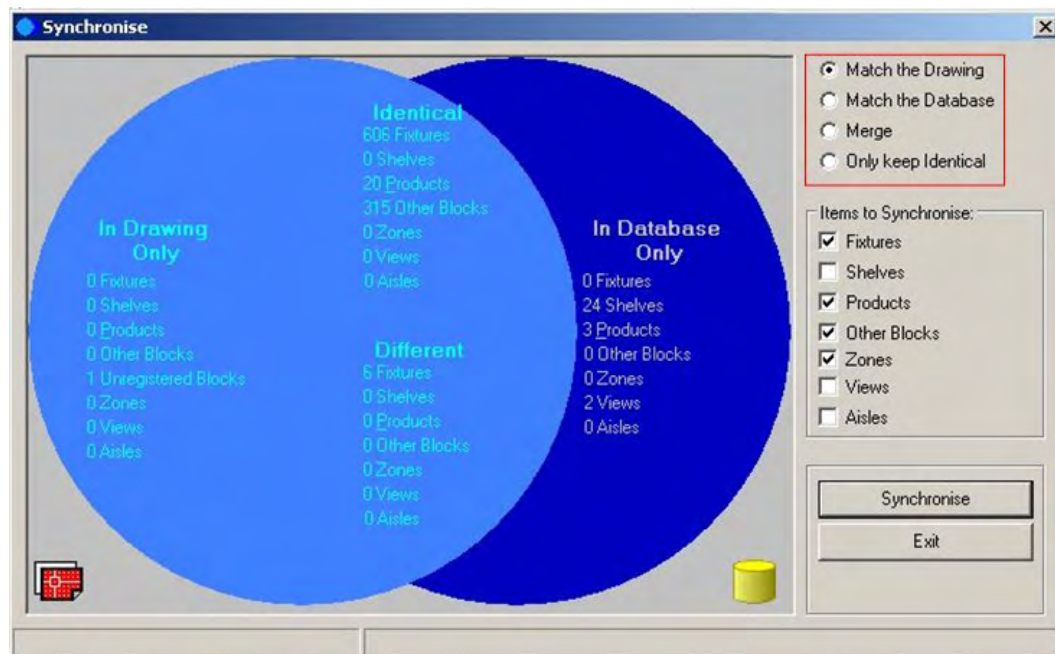 Synchronise
Identical
606 Fixtures
0 Shelves
20 Products
315 Other Blocks
0 Zones
0 Views
0 Aisles
In Drawing
Only
0 Fixtures
0 Shelves
0 Products
0 Other Blocks
1 Unregistered Blocks
0 Zones
0 Views
0 Aisles
Different
6 Fixtures
0 Shelves
0 Products
0 Other Blocks
0 Zones
0 Views
0 Aisles
In Database
Only
0 Fixtures
24 Shelves
3 Products
0 Other Blocks
0 Zones
2 Views
0 Aisles
Match the Drawing
Match the Database
Merge
Only keep Identical
Items to Synchronise:
Fixtures
Shelves
Products
Other Blocks
Zones
Views
Aisles
Synchronise
Exit